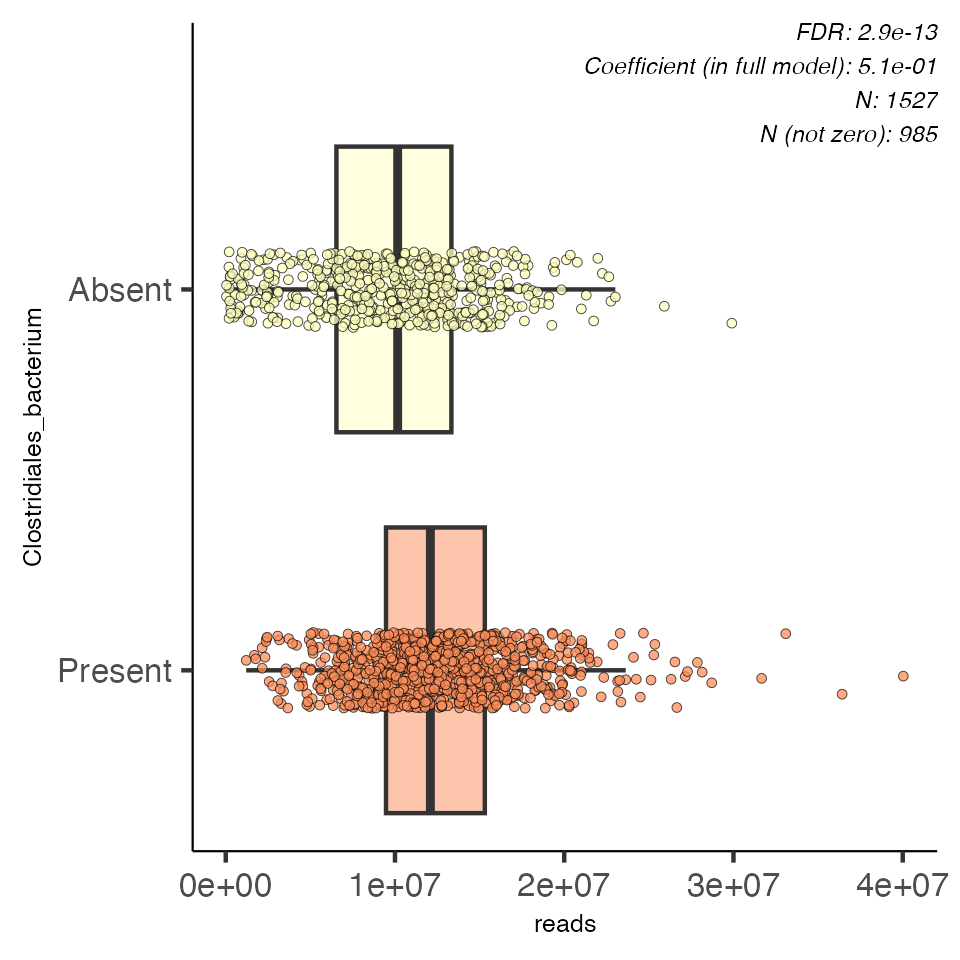 FDR: 2.9e-13
Coefficient (in full model): 5.1e-01
N: 1527
N (not zero): 985
Clostridiales_bacterium
Absent
Present
0e+00 1e+07 2e+07 3e+07 4e+07
reads